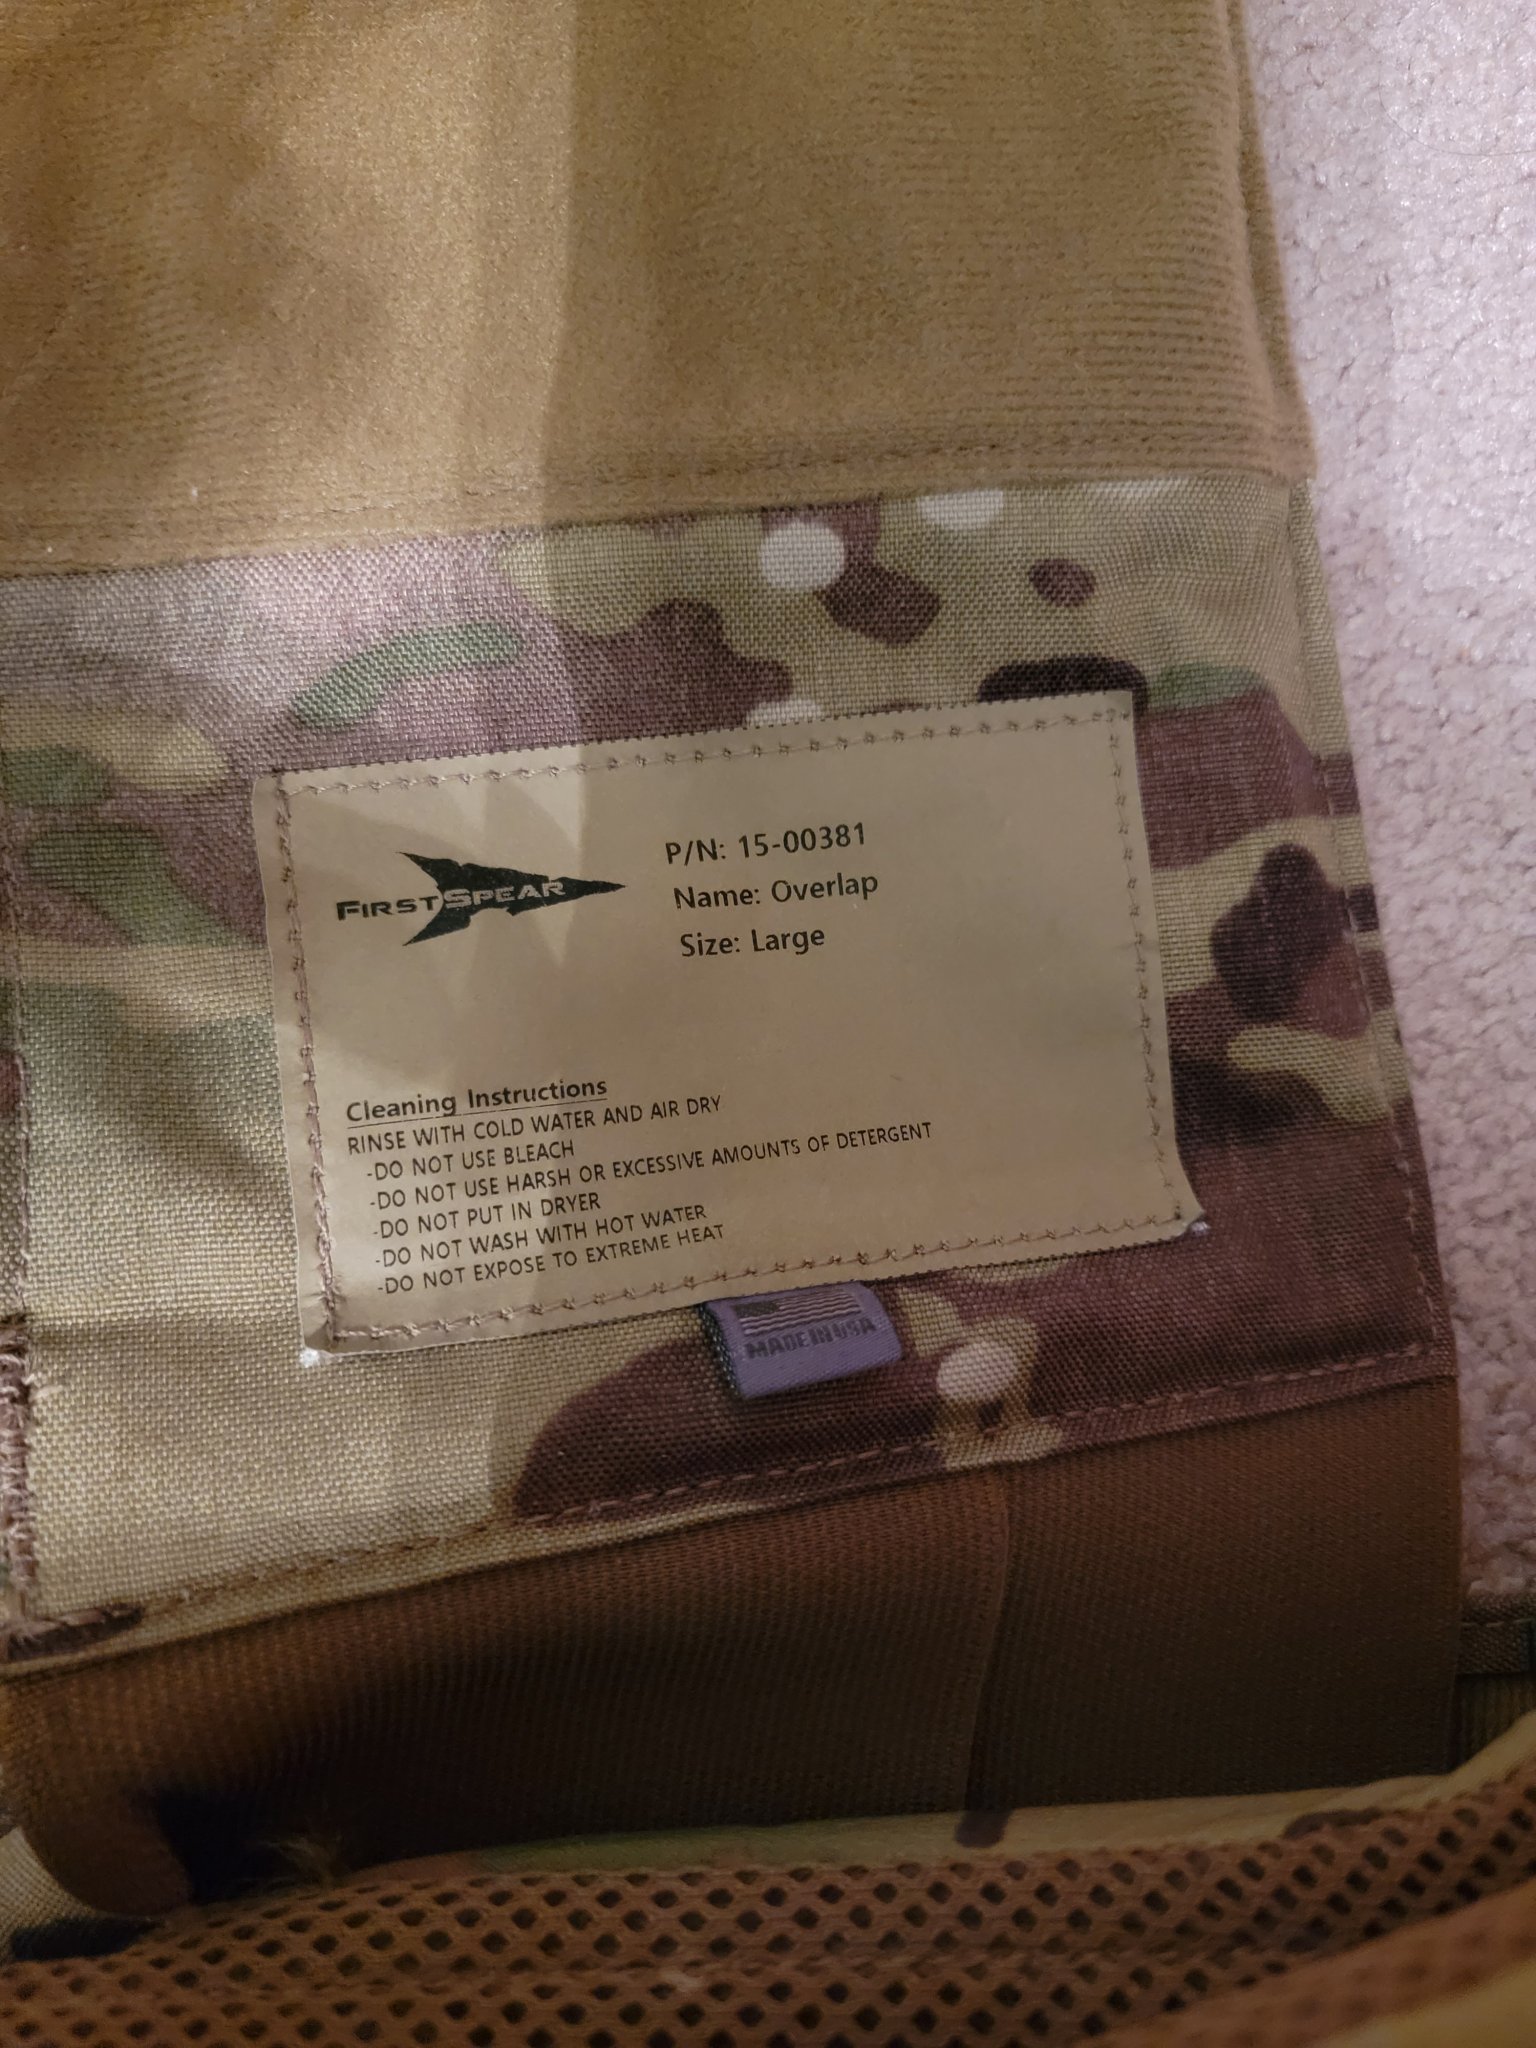 FIRSTSPEAR
P/N: 15-00381
Name: Overlap
Size: Large
Cleaning Instructions
RINSE WITH COLD WATER AND AIR DRY
-DO NOT USE BLEACH
-DO NOT USE HARSH OR EXCESSIVE AMOUNTS OF DETERGENT
-DO NOT PUT IN DRYER
-DO NOT WASH WITH HOT WATER
-DO NOT EXPOSE TO EXTREME HEAT
MADE IN USA